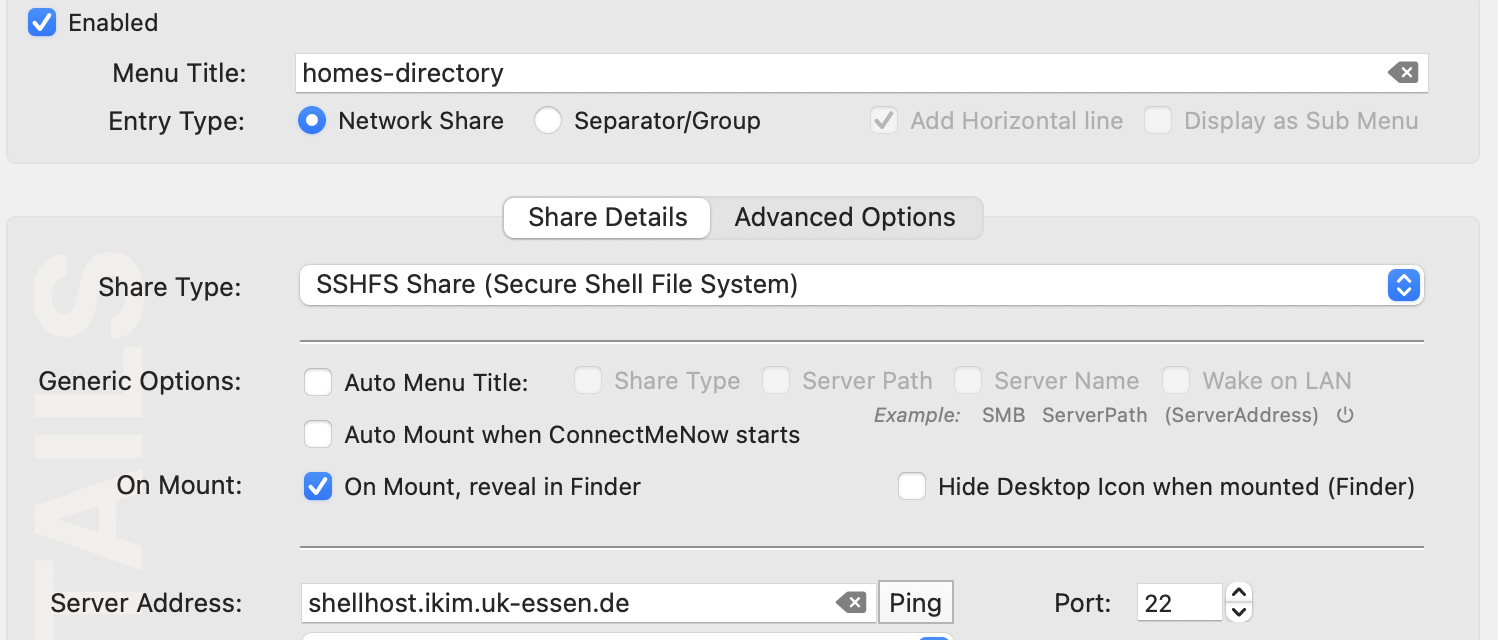 Enabled
Menu Title: homes-directory
Entry Type: Network Share Separator/Group Add Horizontal line Display as Sub Menu
Share Details Advanced Options
Share Type: SSHFS Share (Secure Shell File System)
Generic Options: Auto Menu Title: Share Type Server Path Server Name Wake on LAN
Example: SMB ServerPath (ServerAddress)
Auto Mount when ConnectMeNow starts
On Mount: On Mount, reveal in Finder Hide Desktop Icon when mounted (Finder)
Server Address: shellhost.ikim.uk-essen.de Ping Port: 22
TAILS